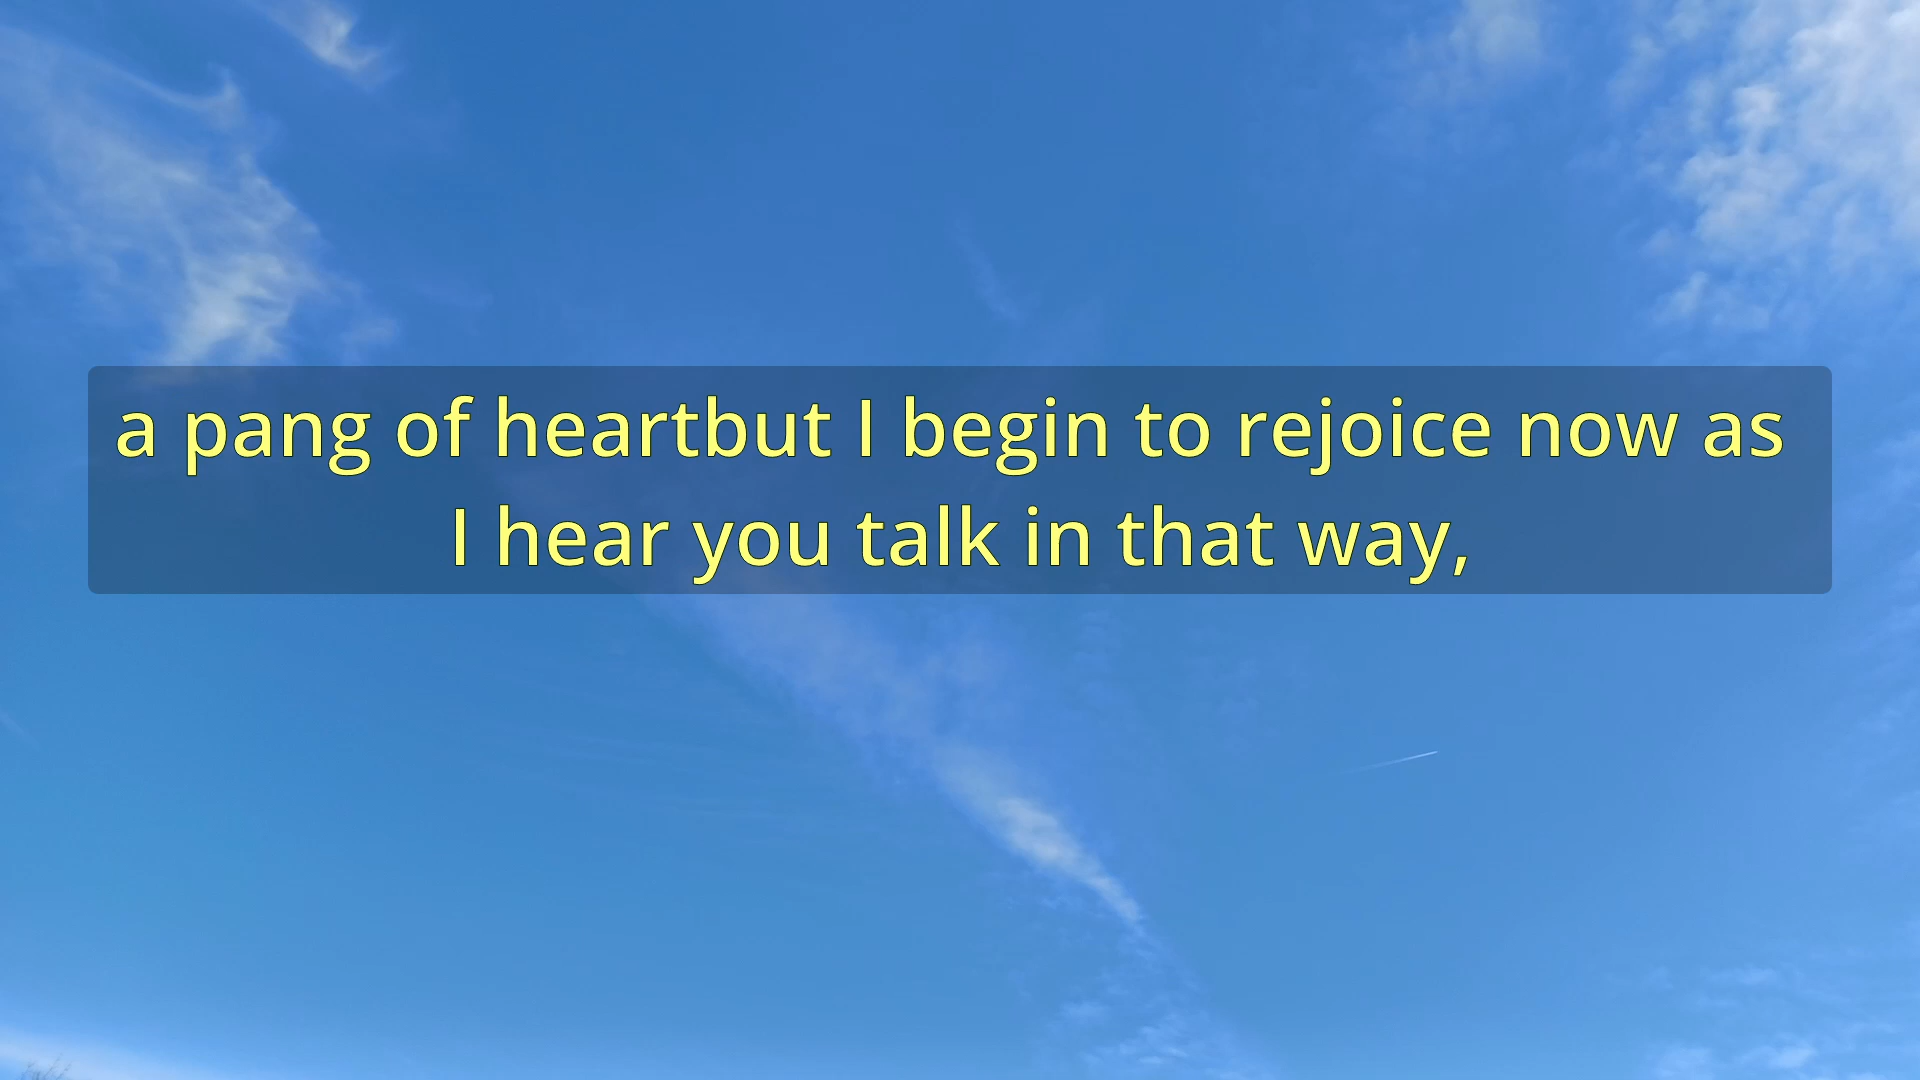 a pang of heartbut I begin to rejoice now as
I hear you talk in that way,